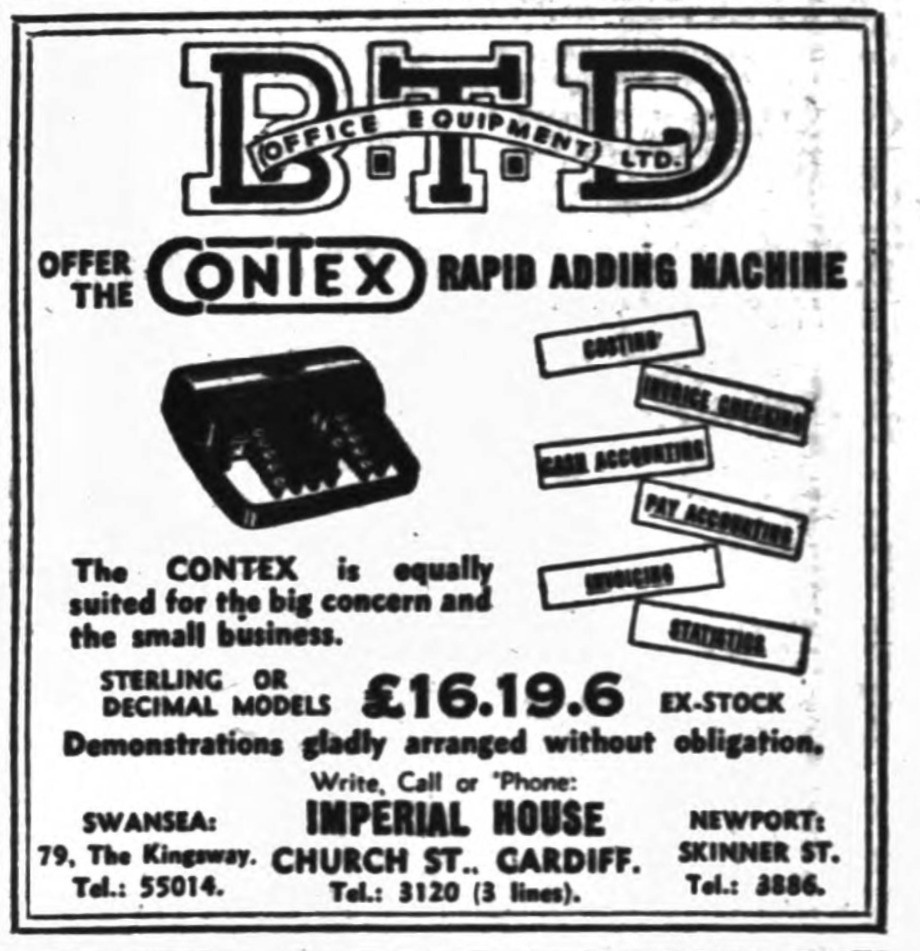 B.T.D
(OFFICE EQUIPMENT) LTD.
OFFER THE CONTEX RAPID ADDING MACHINE
COSTING
INVOICE CHECKING
CASH ACCOUNTING
PAY ACCOUNTING
INVOICING
STATISTICS
The CONTEX is equally
suited for the big concern and
the small business.
STERLING OR
DECIMAL MODELS £16.19.6 EX-STOCK
Demonstrations gladly arranged without obligation.
Write, Call or 'Phone:
SWANSEA:
79, The Kingsway.
Tel.: 55014.
IMPERIAL HOUSE
CHURCH ST., CARDIFF.
Tel.: 3120 (3 lines).
NEWPORT:
SKINNER ST.
Tel.: 3886.